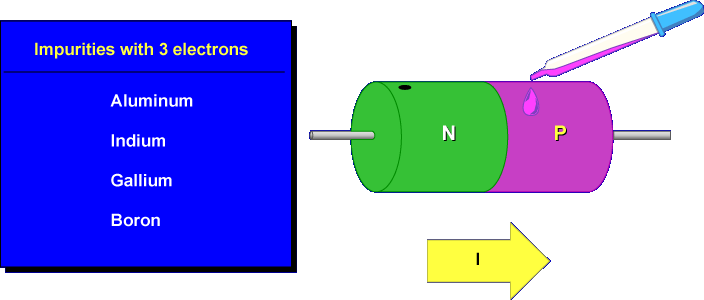 Impurities with 3 electrons
Aluminum
Indium
Gallium
Boron
N
P
I